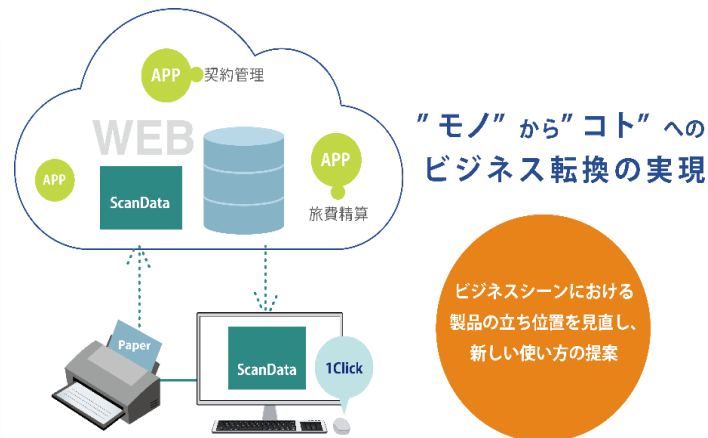 APP
契約管理
WEB
APP
APP
ScanData
旅費精算
Paper
ScanData
1Click
”モノ”から”コト”への
ビジネス転換の実現
ビジネスシーンにおける
製品の立ち位置を見直し、
新しい使い方の提案